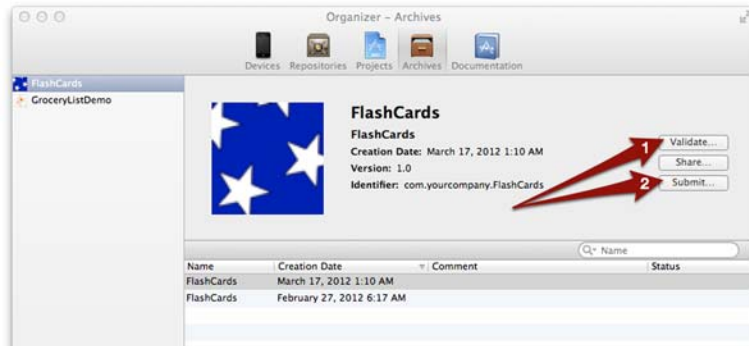 Organizer – Archives
Devices Repositories Projects Archives Documentation
FlashCards
GroceryListDemo
FlashCards
FlashCards
Creation Date: March 17, 2012 1:10 AM
Version: 1.0
Identifier: com.yourcompany.FlashCards
1 Validate...
Share...
2 Submit...
Name
Name Creation Date Comment Status
FlashCards March 17, 2012 1:10 AM
FlashCards February 27, 2012 6:17 AM